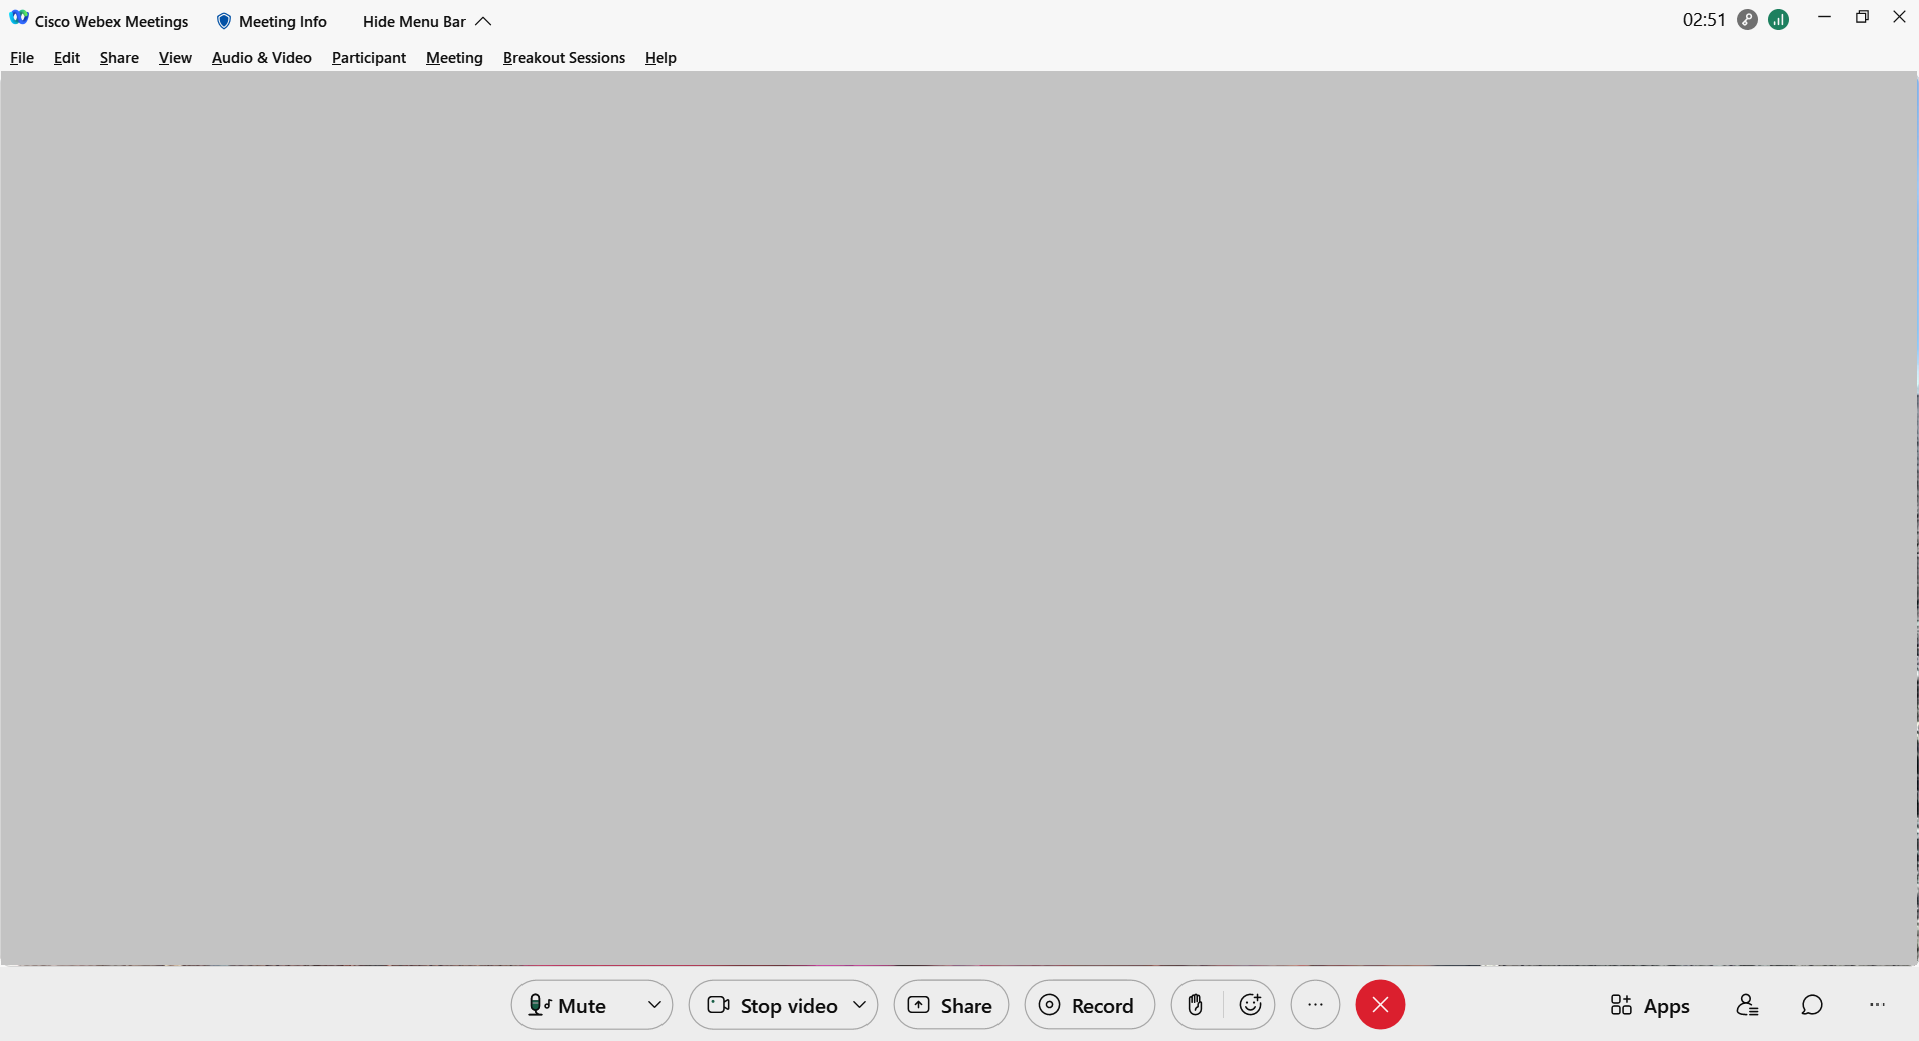 Cisco Webex Meetings Meeting Info Hide Menu Bar 02:51
File Edit Share View Audio & Video Participant Meeting Breakout Sessions Help
Mute Stop video Share Record Apps